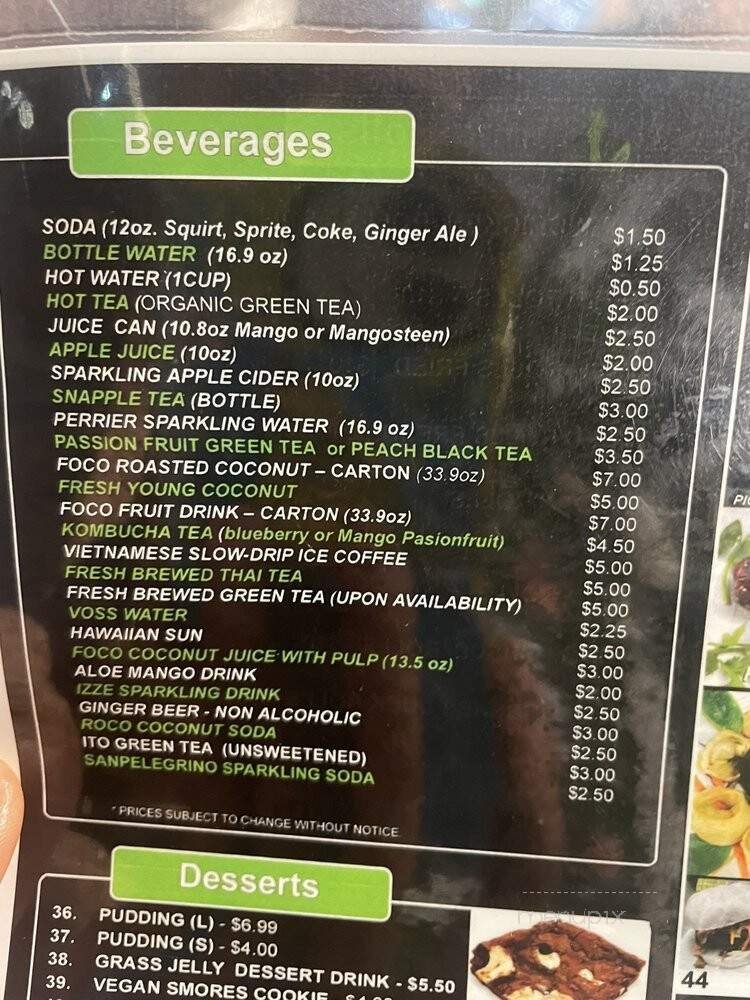 Beverages
SODA (12oz. Squirt, Sprite, Coke, Ginger Ale ) $1.50
BOTTLE WATER (16.9 oz) $1.25
HOT WATER (1CUP) $0.50
HOT TEA (ORGANIC GREEN TEA) $2.00
JUICE CAN (10.8oz Mango or Mangosteen) $2.50
APPLE JUICE (10oz) $2.00
SPARKLING APPLE CIDER (10oz) $2.50
SNAPPLE TEA (BOTTLE) $3.00
PERRIER SPARKLING WATER (16.9 oz) $2.50
PASSION FRUIT GREEN TEA or PEACH BLACK TEA $3.50
FOCO ROASTED COCONUT – CARTON (33.9oz) $7.00
FRESH YOUNG COCONUT $5.00
FOCO FRUIT DRINK – CARTON (33.9oz) $7.00
KOMBUCHA TEA (blueberry or Mango Pasionfruit) $4.50
VIETNAMESE SLOW-DRIP ICE COFFEE $5.00
FRESH BREWED THAI TEA $5.00
FRESH BREWED GREEN TEA (UPON AVAILABILITY) $5.00
VOSS WATER $2.25
HAWAIIAN SUN $2.50
FOCO COCONUT JUICE WITH PULP (13.5 oz) $3.00
ALOE MANGO DRINK $2.00
IZZE SPARKLING DRINK $2.50
GINGER BEER - NON ALCOHOLIC $3.00
ROCO COCONUT SODA $2.50
ITO GREEN TEA (UNSWEETENED) $3.00
SANPELEGRINO SPARKLING SODA $2.50
* PRICES SUBJECT TO CHANGE WITHOUT NOTICE
Desserts
36. PUDDING (L) - $6.99
37. PUDDING (S) - $4.00
38. GRASS JELLY DESSERT DRINK - $5.50
39. VEGAN SMORES COOKIE
menupix
44